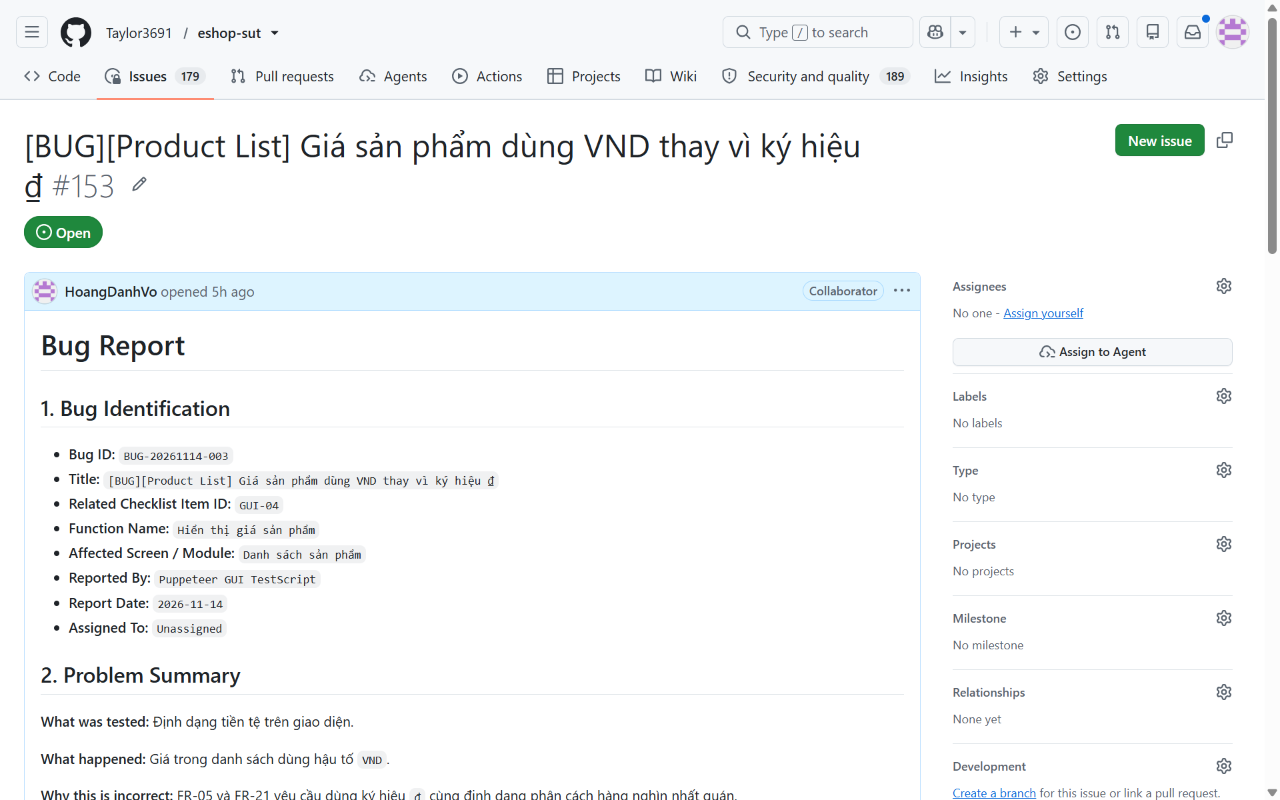 Taylor3691 / eshop-sut
Type / to search
Code
Issues 179
Pull requests
Agents
Actions
Projects
Wiki
Security and quality 189
Insights
Settings
[BUG][Product List] Giá sản phẩm dùng VND thay vì ký hiệu
₫ #153
New issue
Open
HoangDanhVo opened 5h ago
Collaborator
Bug Report
1. Bug Identification
Bug ID: BUG-20261114-003
Title: [BUG][Product List] Giá sản phẩm dùng VND thay vì ký hiệu ₫
Related Checklist Item ID: GUI-04
Function Name: Hiển thị giá sản phẩm
Affected Screen / Module: Danh sách sản phẩm
Reported By: Puppeteer GUI TestScript
Report Date: 2026-11-14
Assigned To: Unassigned
2. Problem Summary
What was tested: Định dạng tiền tệ trên giao diện.
What happened: Giá trong danh sách dùng hậu tố VND.
Why this is incorrect: FR-05 và FR-21 yêu cầu dùng ký hiệu ₫ cùng định dạng phân cách hàng nghìn nhất quán.
Assignees
No one - Assign yourself
Assign to Agent
Labels
No labels
Type
No type
Projects
No projects
Milestone
No milestone
Relationships
None yet
Development
Create a branch for this issue or link a pull request.